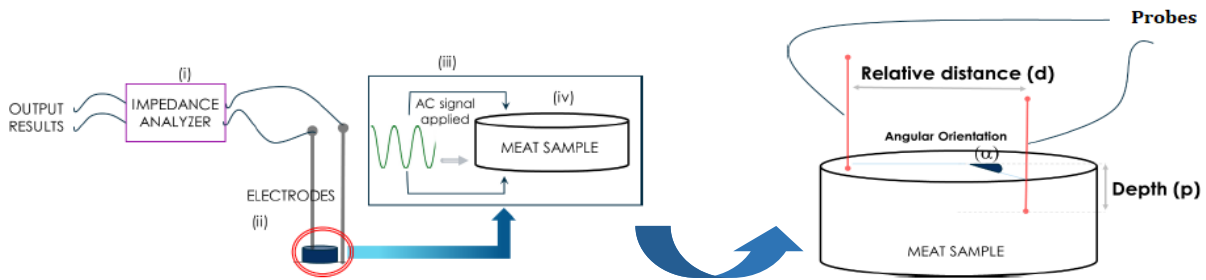 (i)
OUTPUT
RESULTS
IMPEDANCE
ANALYZER
ELECTRODES
(ii)
(iii)
AC signal
applied
(iv)
MEAT SAMPLE
Probes
Relative distance (d)
Angular Orientation
(α)
Depth (p)
MEAT SAMPLE